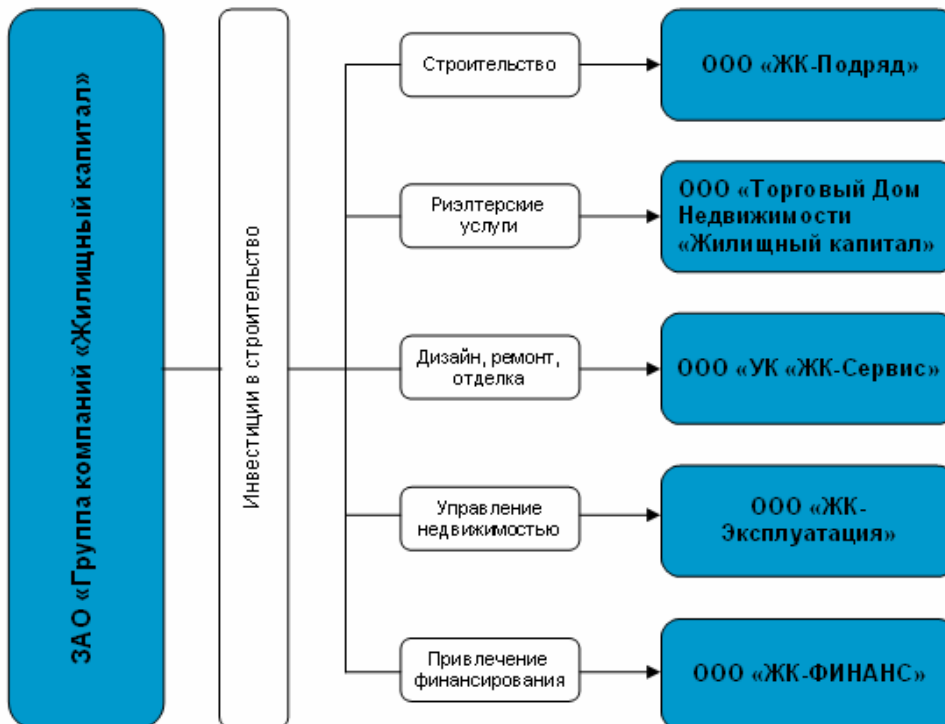 ЗАО «Группа компаний «Жилищный капитал»
Инвестиции в строительство
Строительство
ООО «ЖК-Подряд»
Риэлтерские
услуги
ООО «Торговый Дом
Недвижимости
«Жилищный капитал»
Дизайн, ремонт,
отделка
ООО «УК «ЖК-Сервис»
Управление
недвижимостью
ООО «ЖК-
Эксплуатация»
Привлечение
финансирования
ООО «ЖК-ФИНАНС»